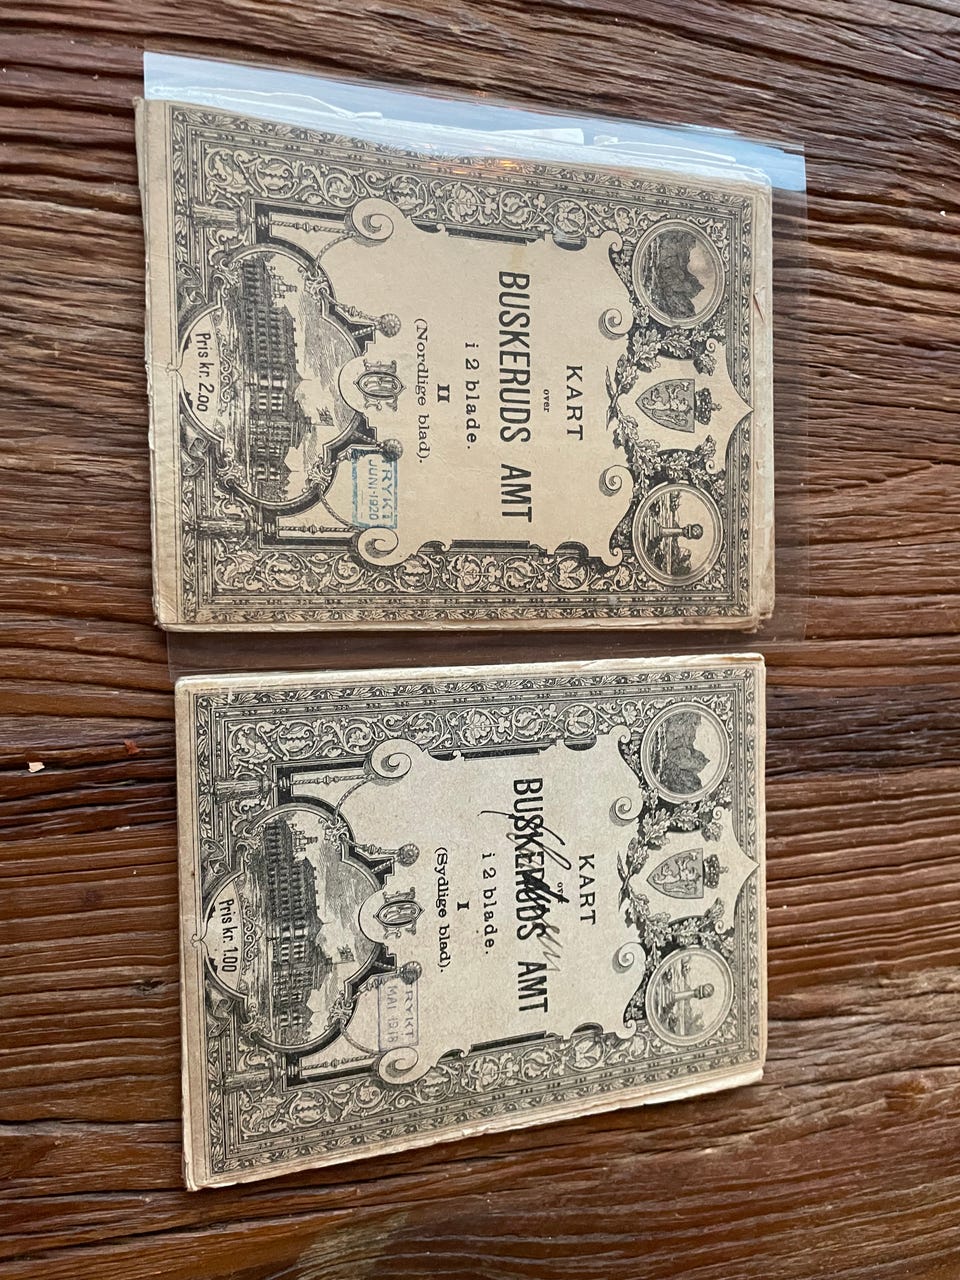 KART
over
BUSKERUDS AMT
i 2 blade.
II
(Nordlige blad).
TRYKT
JUNI·1920
Pris kr. 2.00
KART
over
BUSKERUDS AMT
i 2 blade.
I
(Sydlige blad).
TRYKT
MAI 1918
Pris kr. 1.00